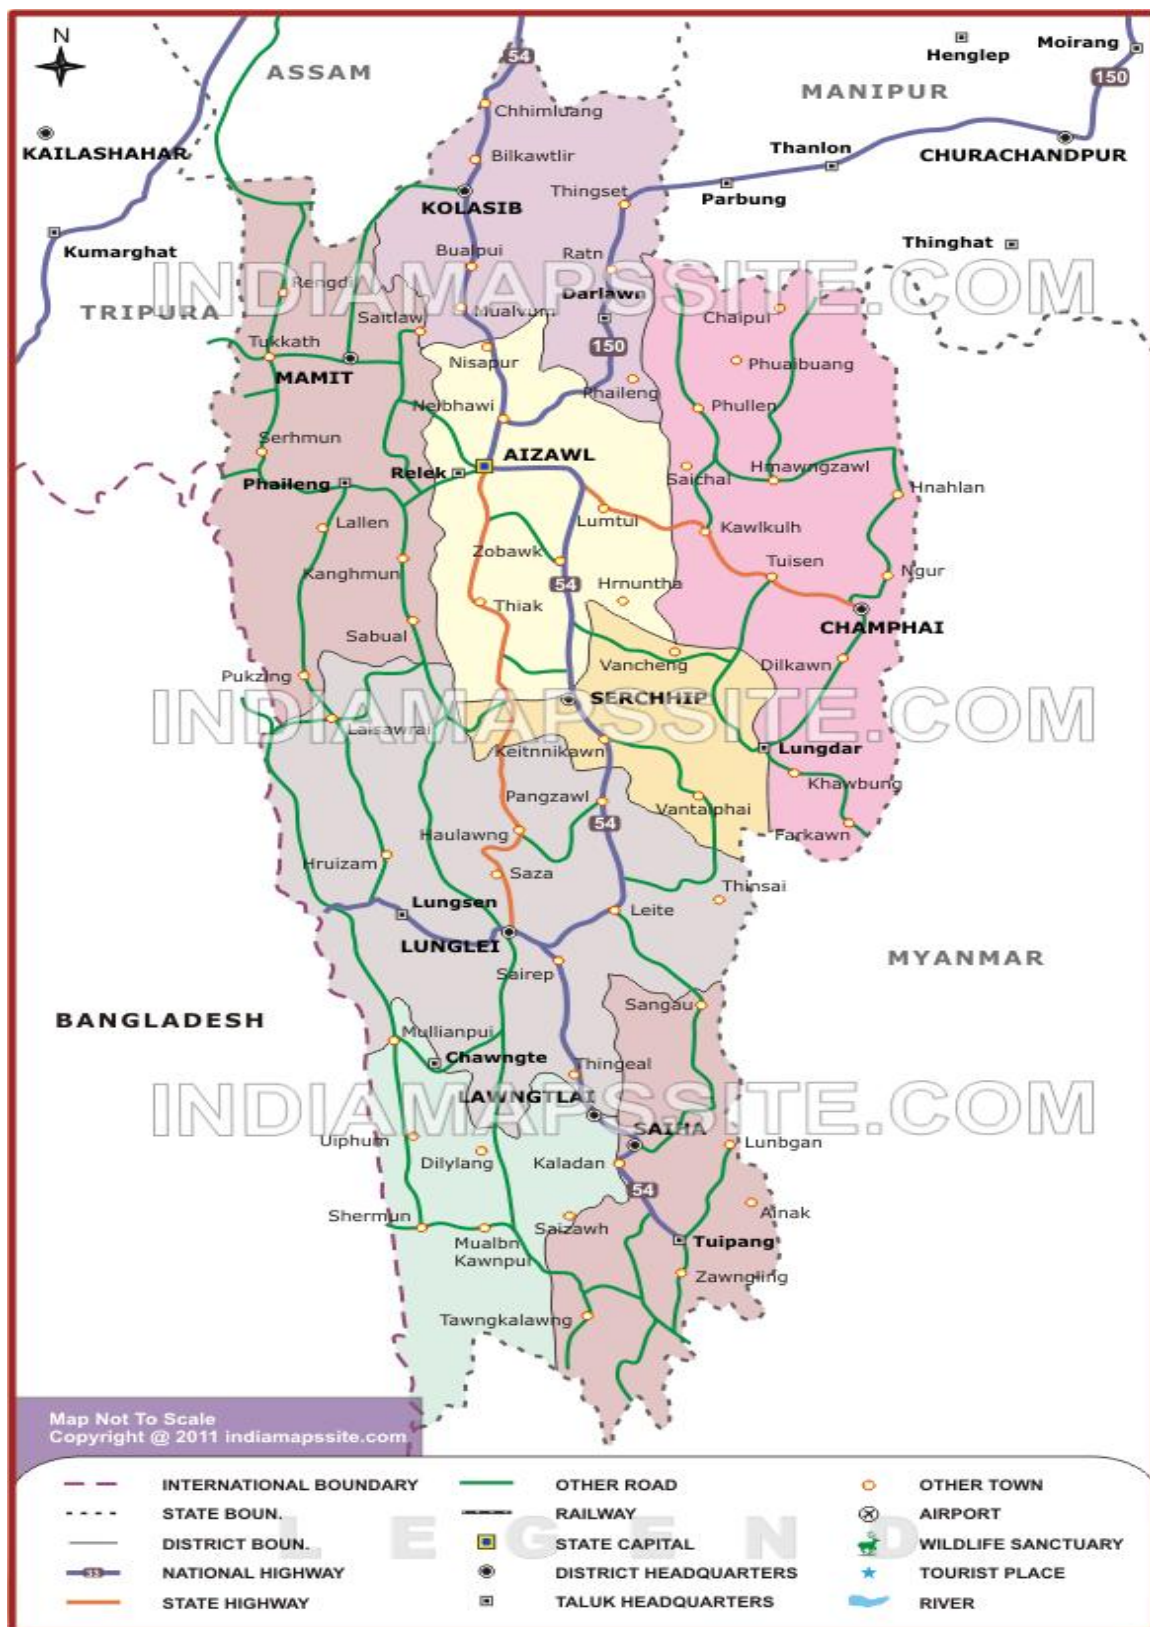 N
54
ASSAM
Henglep
Moirang
150
MANIPUR
Chhimluang
KAILASHAHAR
Bilkawtlir
Thanlon
CHURACHANDPUR
Thingset
Parbung
KOLASIB
Kumarghat
Bualpui
Ratn
Thinghat
INDIAMAPSSITE.COM
Rengdi
Darlawn
TRIPURA
Saitlaw
Mualvum
Chaipui
Tukkath
Nisapur
150
Phuaibuang
MAMIT
Phaileng
Neibhawi
Phullen
Serhmun
AIZAWL
Relek
Hmawngzawl
Phaileng
Saichal
Hnahlan
Lallen
Lumtui
Kawlkulh
Zobawk
Tuisen
Kanghmun
54
Hrnuntha
Ngur
Thiak
CHAMPHAI
Sabual
Vancheng
Dilkawn
Pukzing
SERCHHIP
INDIAMAPSSITE.COM
Laisawrai
Keitnnikawn
Lungdar
Khawbung
Pangzawl
Vantaiphai
54
Haulawng
Farkawn
Hruizam
Saza
Thinsai
Lungsen
Leite
LUNGLEI
MYANMAR
Sairep
Sangau
BANGLADESH
Mullianpui
Chawngte
Thingeal
LAWNGTLAI
INDIAMAPSSITE.COM
SAIHA
Uiphum
Lunbgan
Dilylang
Kaladan
54
Ainak
Shermun
Saizawh
Mualbn
Tuipang
Kawnpui
Zawngling
Tawngkalawng
Map Not To Scale
Copyright @ 2011 indiamapssite.com
LEGEND
INTERNATIONAL BOUNDARY
STATE BOUN.
DISTRICT BOUN.
33
NATIONAL HIGHWAY
STATE HIGHWAY
OTHER ROAD
RAILWAY
STATE CAPITAL
DISTRICT HEADQUARTERS
TALUK HEADQUARTERS
OTHER TOWN
AIRPORT
WILDLIFE SANCTUARY
TOURIST PLACE
RIVER